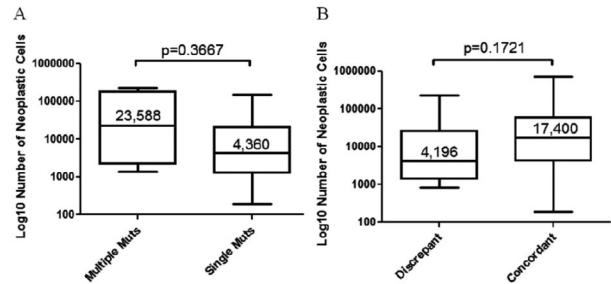 A
p=0.3667
Log10 Number of Neoplastic Cells
1000000
100000
10000
1000
100
23,588
4,360
Multiple Muts
Single Muts
B
p=0.1721
Log10 Number of Neoplastic Cells
1000000
100000
10000
1000
100
4,196
17,400
Discrepant
Concordant